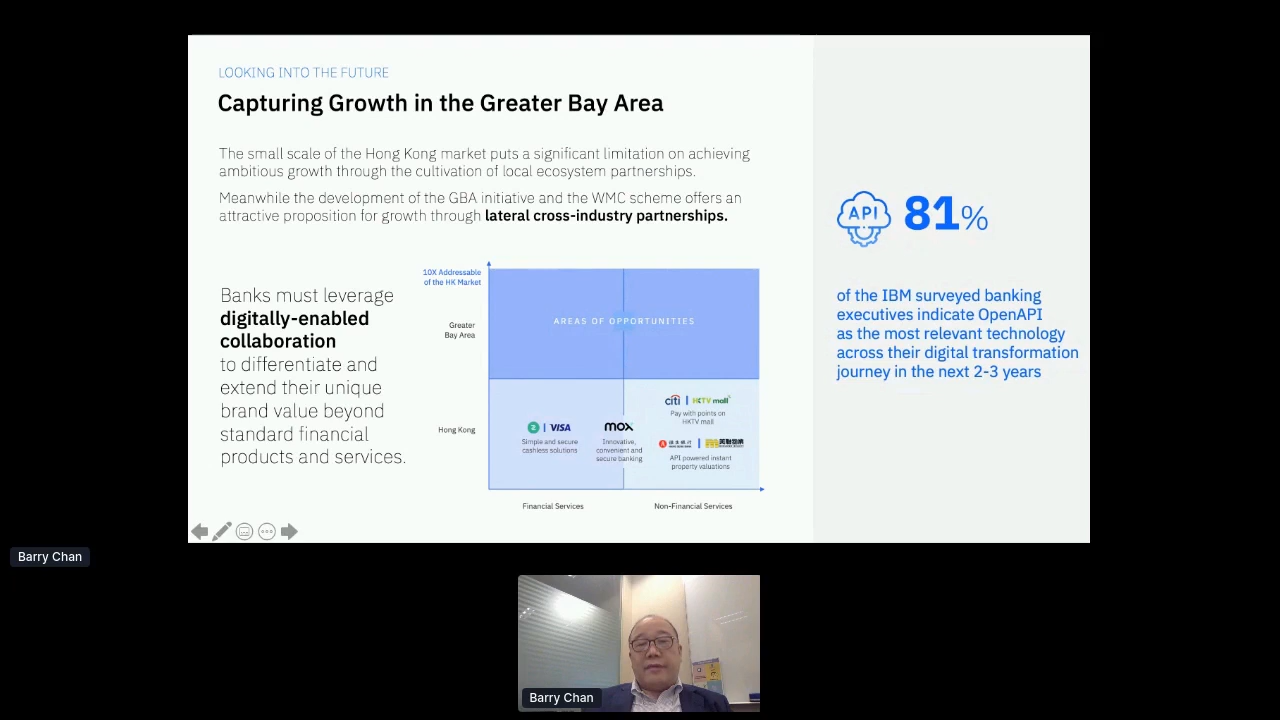 LOOKING INTO THE FUTURE
Capturing Growth in the Greater Bay Area
The small scale of the Hong Kong market puts a significant limitation on achieving
ambitious growth through the cultivation of local ecosystem partnerships.
Meanwhile the development of the GBA initiative and the WMC scheme offers an
attractive proposition for growth through lateral cross-industry partnerships.
Banks must leverage
digitally-enabled
collaboration
to differentiate and
extend their unique
brand value beyond
standard financial
products and services.
10X Addressable
of the HK Market
Greater
Bay Area
AREAS OF OPPORTUNITIES
Hong Kong
Z | VISA
Simple and secure
cashless solutions
mox
Innovative,
convenient and
secure banking
citi | HKTV mall
Pay with points on
HKTV mall
API powered instant
property valuations
Financial Services
Non-Financial Services
API 81%
of the IBM surveyed banking
executives indicate OpenAPI
as the most relevant technology
across their digital transformation
journey in the next 2-3 years
Barry Chan
Barry Chan